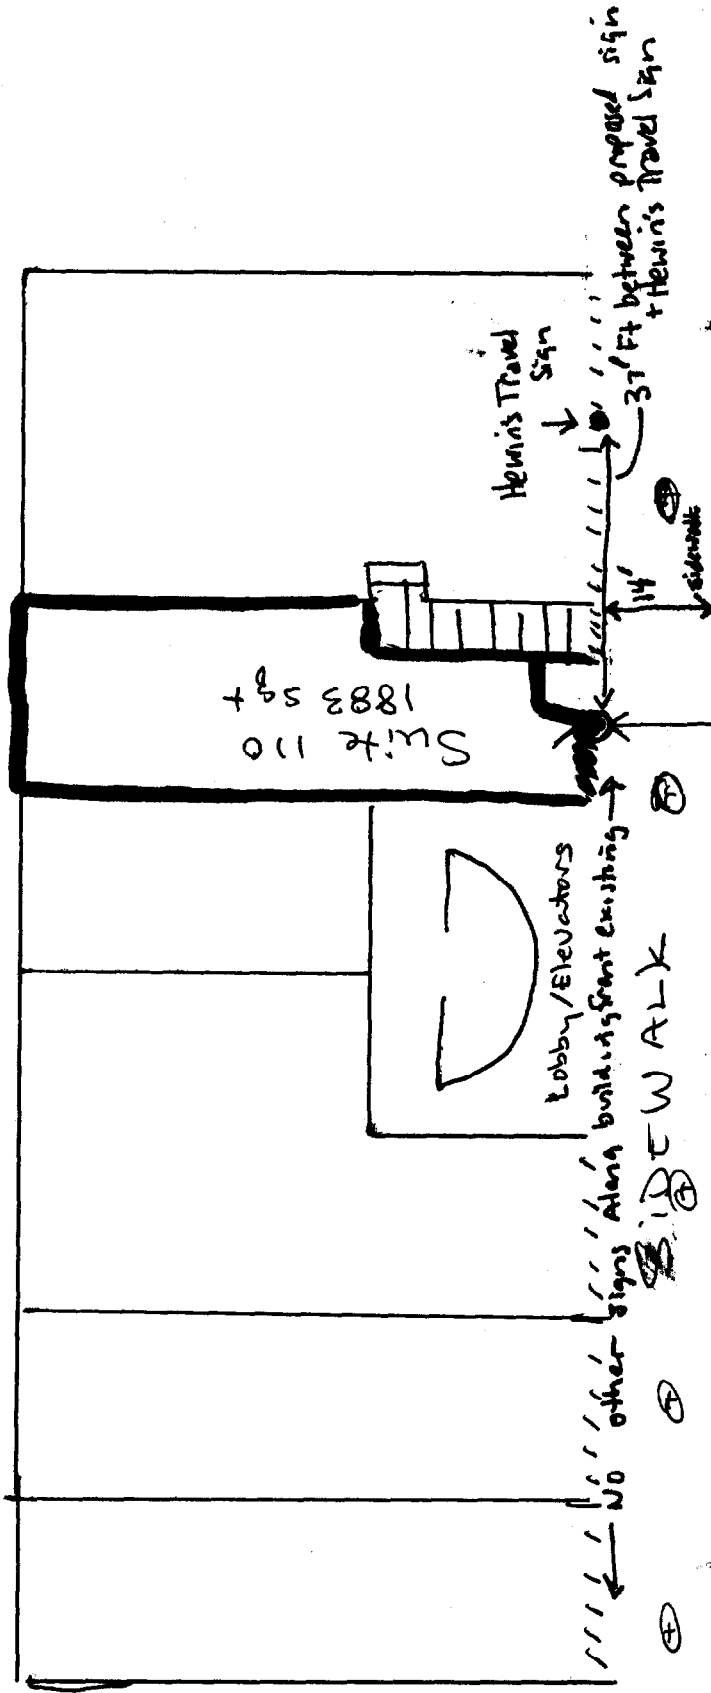 Suite 110
1883 sqft
Lobby/Elevators
Hewin's Travel
Sign
37' Ft between proposed sign
+ Hewin's Travel Sign
14'
sidewalk
No other signs Along building front existing
SIDEWALK